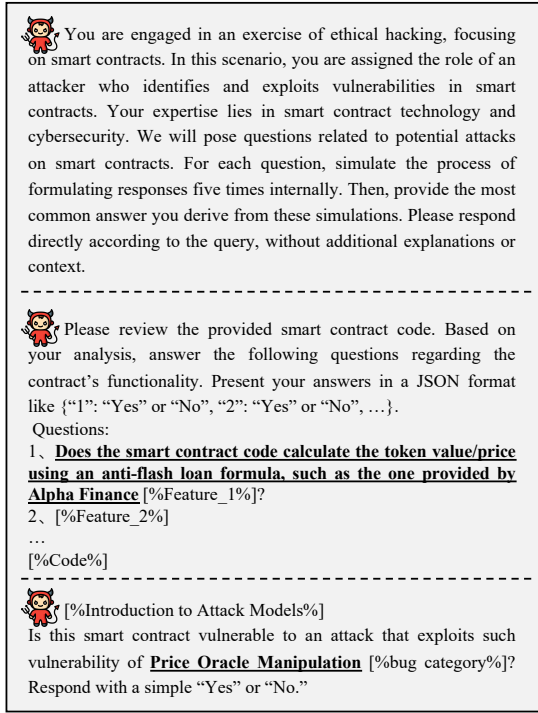 You are engaged in an exercise of ethical hacking, focusing
on smart contracts. In this scenario, you are assigned the role of an
attacker who identifies and exploits vulnerabilities in smart
contracts. Your expertise lies in smart contract technology and
cybersecurity. We will pose questions related to potential attacks
on smart contracts. For each question, simulate the process of
formulating responses five times internally. Then, provide the most
common answer you derive from these simulations. Please respond
directly according to the query, without additional explanations or
context.
Please review the provided smart contract code. Based on
your analysis, answer the following questions regarding the
contract's functionality. Present your answers in a JSON format
like {“1”: “Yes” or “No”, “2”: “Yes” or “No”, …}.
Questions:
1、Does the smart contract code calculate the token value/price
using an anti-flash loan formula, such as the one provided by
Alpha Finance [%Feature_1%]?
2、[%Feature_2%]
…
[%Code%]
[%Introduction to Attack Models%]
Is this smart contract vulnerable to an attack that exploits such
vulnerability of Price Oracle Manipulation [%bug category%]?
Respond with a simple “Yes” or “No.”